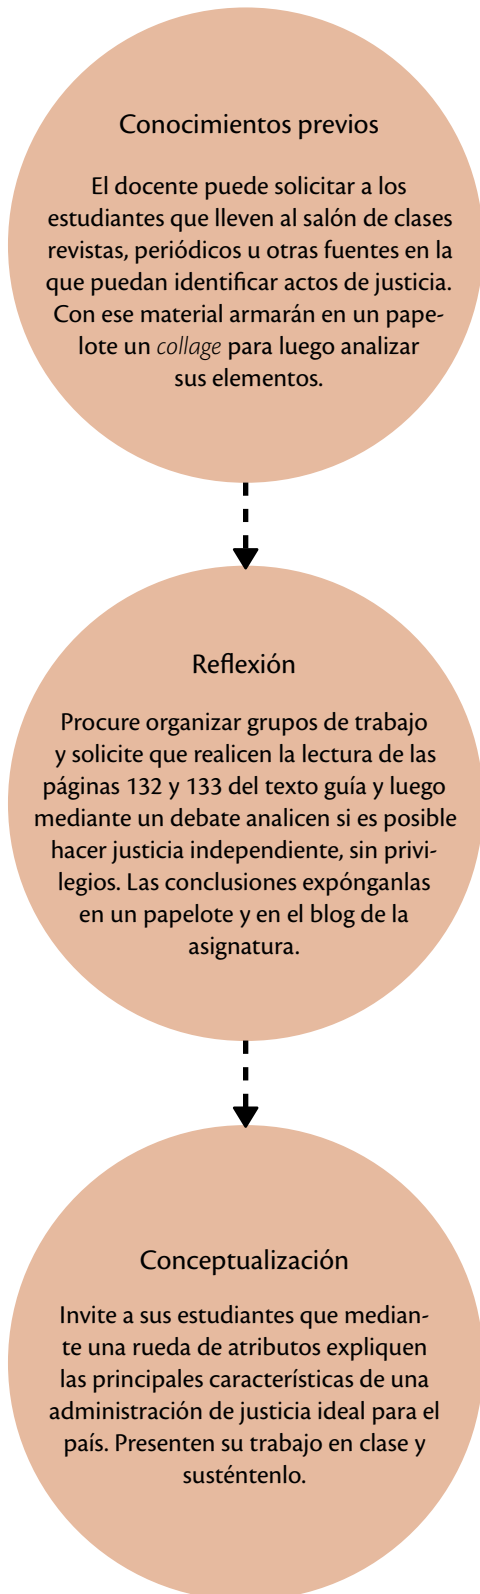 Conocimientos previos
El docente puede solicitar a los
estudiantes que lleven al salón de clases
revistas, periódicos u otras fuentes en la
que puedan identificar actos de justicia.
Con ese material armarán en un pape-
lote un collage para luego analizar
sus elementos.
Reflexión
Procure organizar grupos de trabajo
y solicite que realicen la lectura de las
páginas 132 y 133 del texto guía y luego
mediante un debate analicen si es posible
hacer justicia independiente, sin privi-
legios. Las conclusiones expónganlas
en un papelote y en el blog de la
asignatura.
Conceptualización
Invite a sus estudiantes que median-
te una rueda de atributos expliquen
las principales características de una
administración de justicia ideal para el
país. Presenten su trabajo en clase y
susténtenlo.